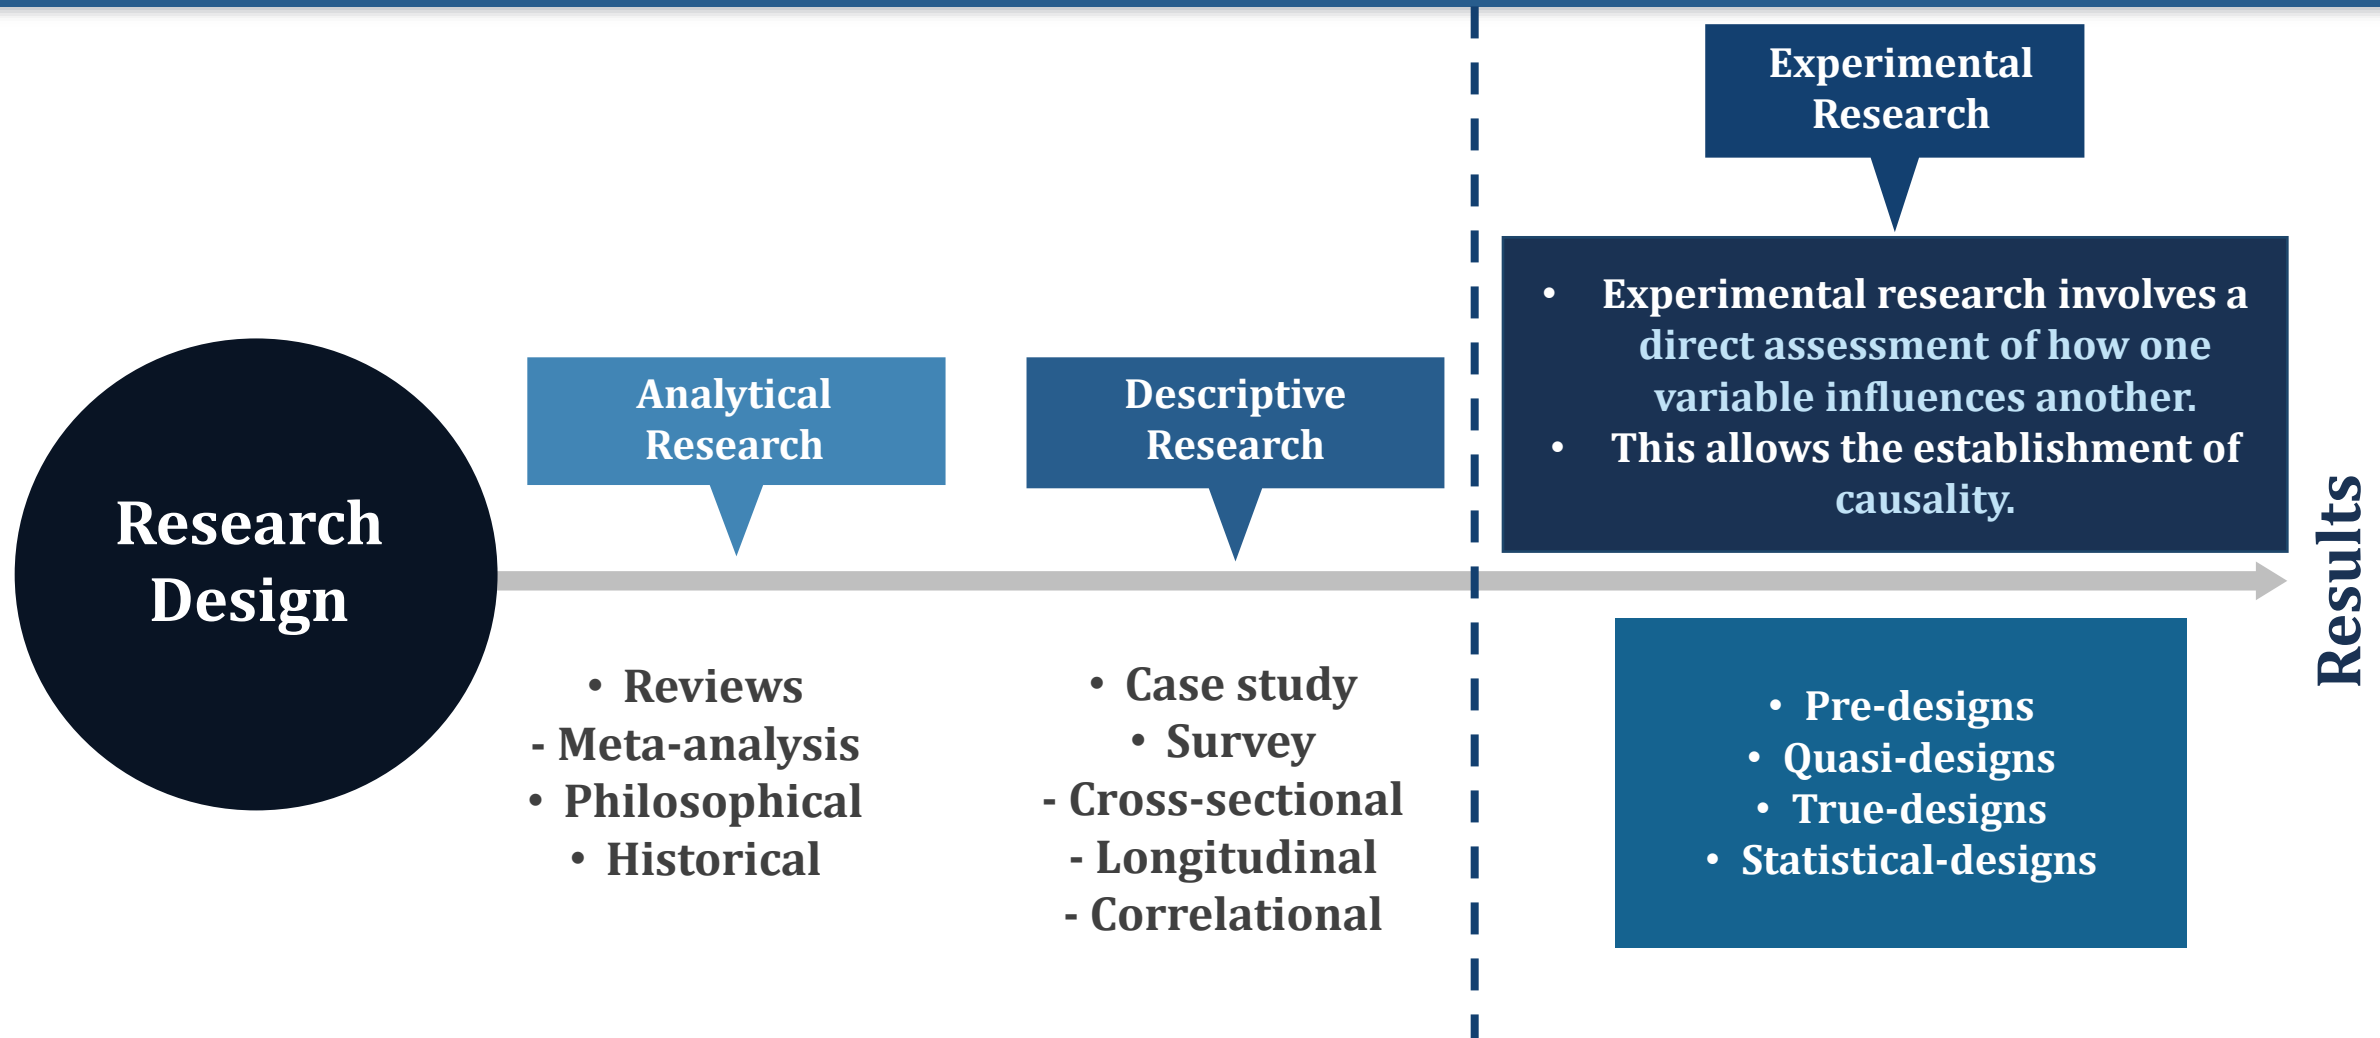 Research
Design
Analytical
Research
• Reviews
- Meta-analysis
• Philosophical
• Historical
Descriptive
Research
• Case study
• Survey
- Cross-sectional
- Longitudinal
- Correlational
Experimental
Research
• Experimental research involves a
direct assessment of how one
variable influences another.
• This allows the establishment of
causality.
• Pre-designs
• Quasi-designs
• True-designs
• Statistical-designs
Results